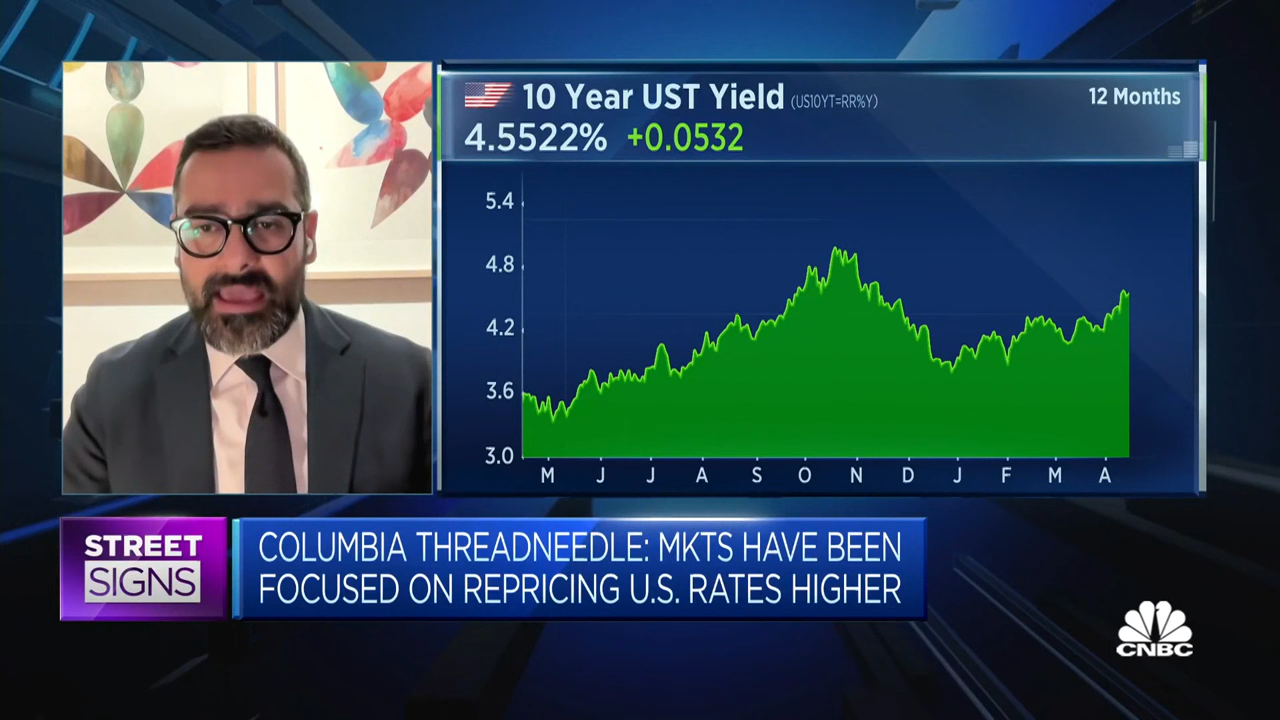 10 Year UST Yield (US10YT=RR%Y)
12 Months
4.5522% +0.0532
5.4
4.8
4.2
3.6
3.0
M J J A S O N D J F M A
STREET
SIGNS
COLUMBIA THREADNEEDLE: MKTS HAVE BEEN
FOCUSED ON REPRICING U.S. RATES HIGHER
CNBC